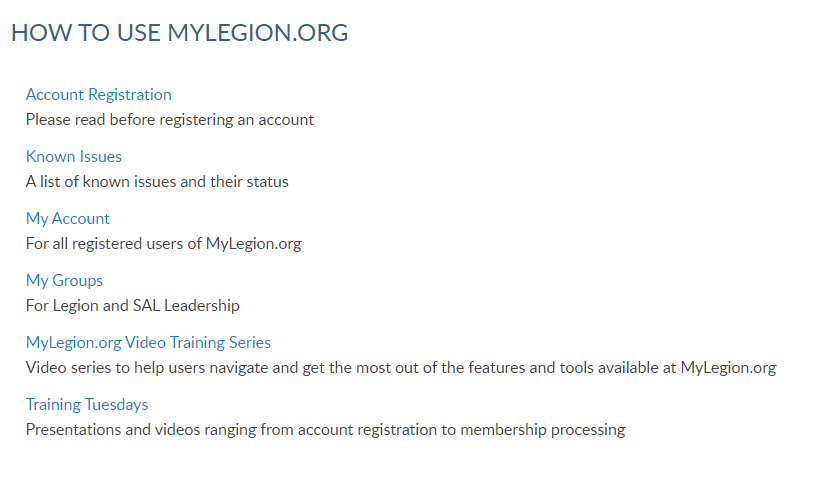 HOW TO USE MYLEGION.ORG
Account Registration
Please read before registering an account
Known Issues
A list of known issues and their status
My Account
For all registered users of MyLegion.org
My Groups
For Legion and SAL Leadership
MyLegion.org Video Training Series
Video series to help users navigate and get the most out of the features and tools available at MyLegion.org
Training Tuesdays
Presentations and videos ranging from account registration to membership processing